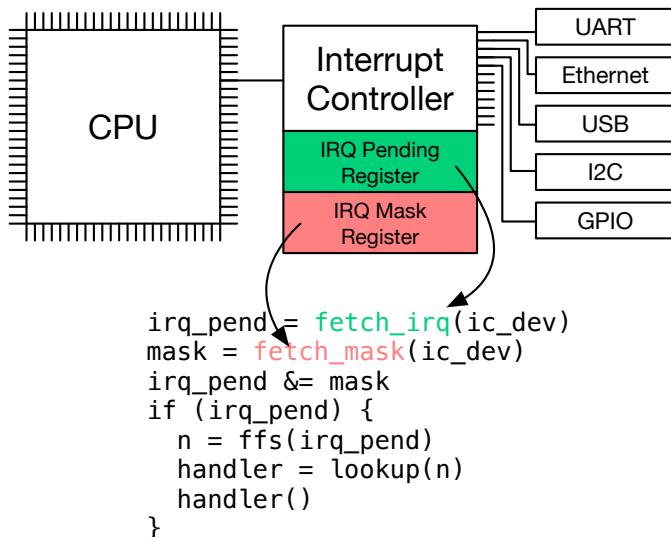 CPU
Interrupt
Controller
IRQ Pending
Register
IRQ Mask
Register
UART
Ethernet
USB
I2C
GPIO
irq_pend = fetch_irq(ic_dev)
mask = fetch_mask(ic_dev)
irq_pend &= mask
if (irq_pend) {
  n = ffs(irq_pend)
  handler = lookup(n)
  handler()
}